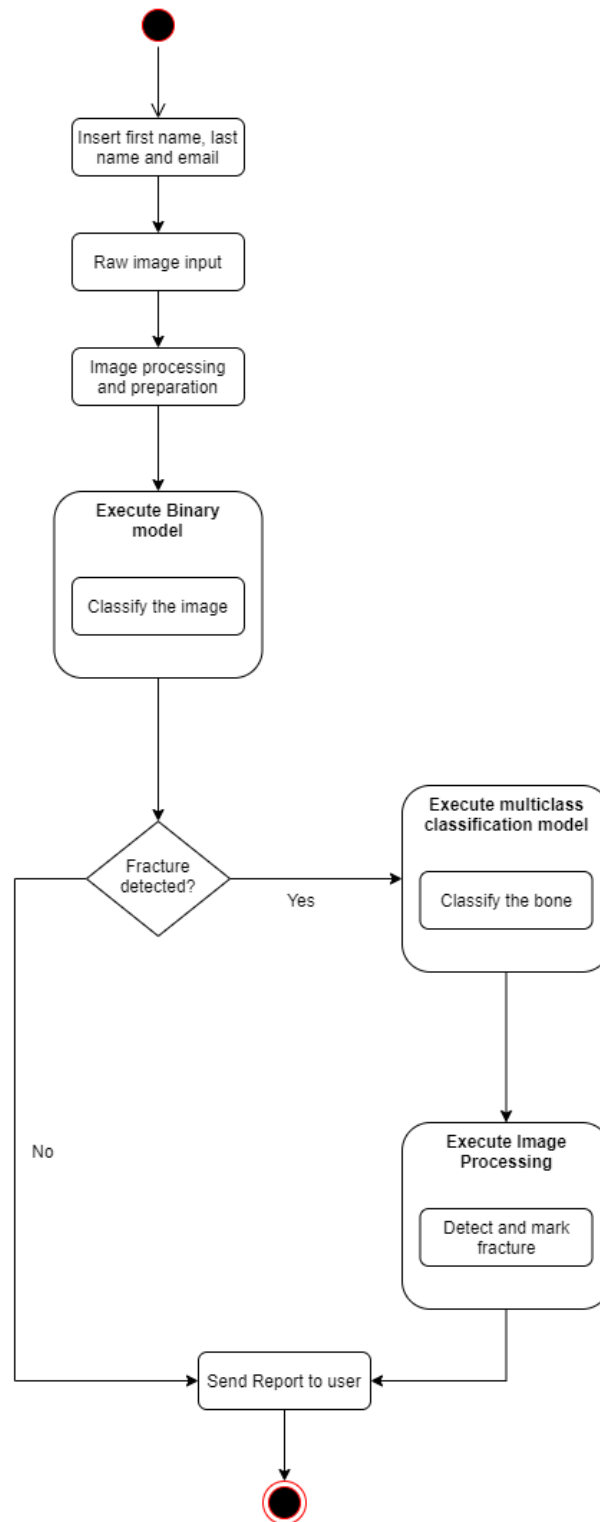 Insert first name, last
name and email
Raw image input
Image processing
and preparation
Execute Binary
model
Classify the image
Fracture
detected?
Yes
Execute multiclass
classification model
Classify the bone
No
Execute Image
Processing
Detect and mark
fracture
Send Report to user